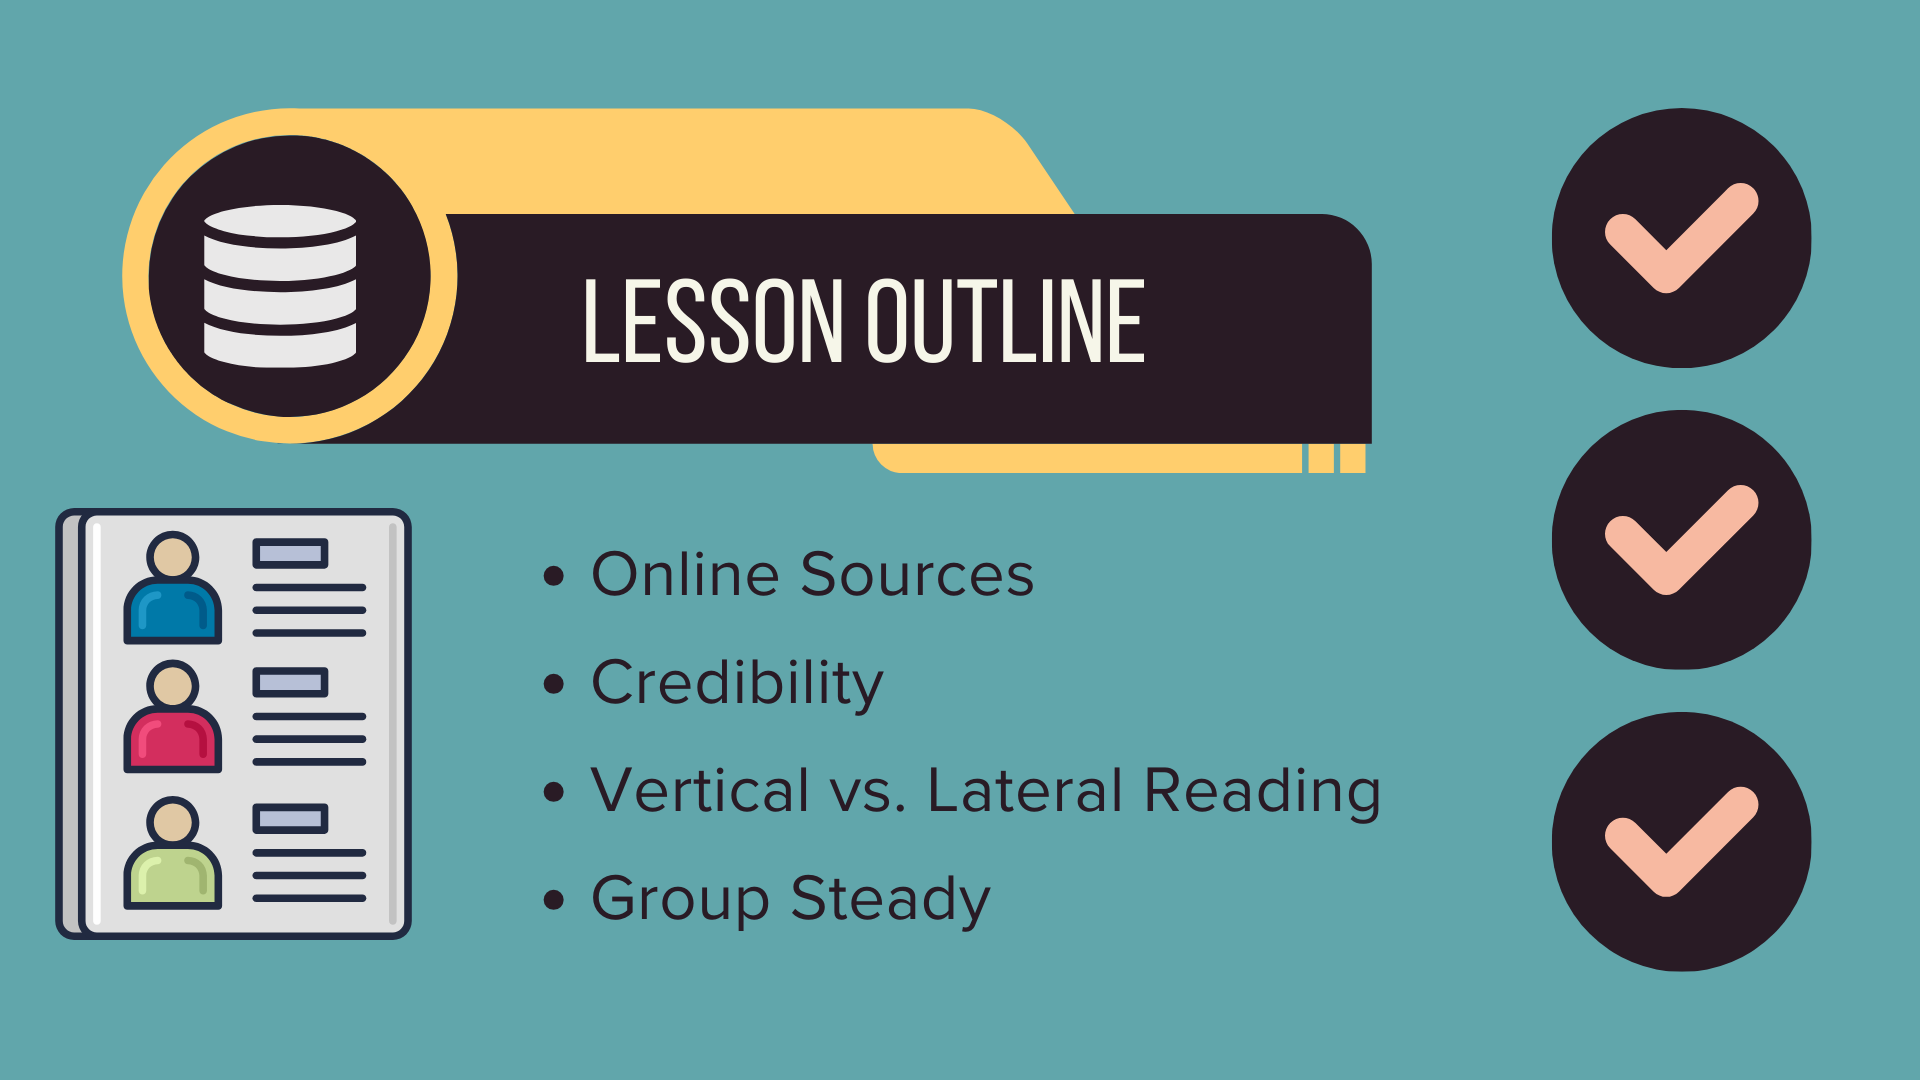 LESSON OUTLINE
• Online Sources
• Credibility
• Vertical vs. Lateral Reading
• Group Steady